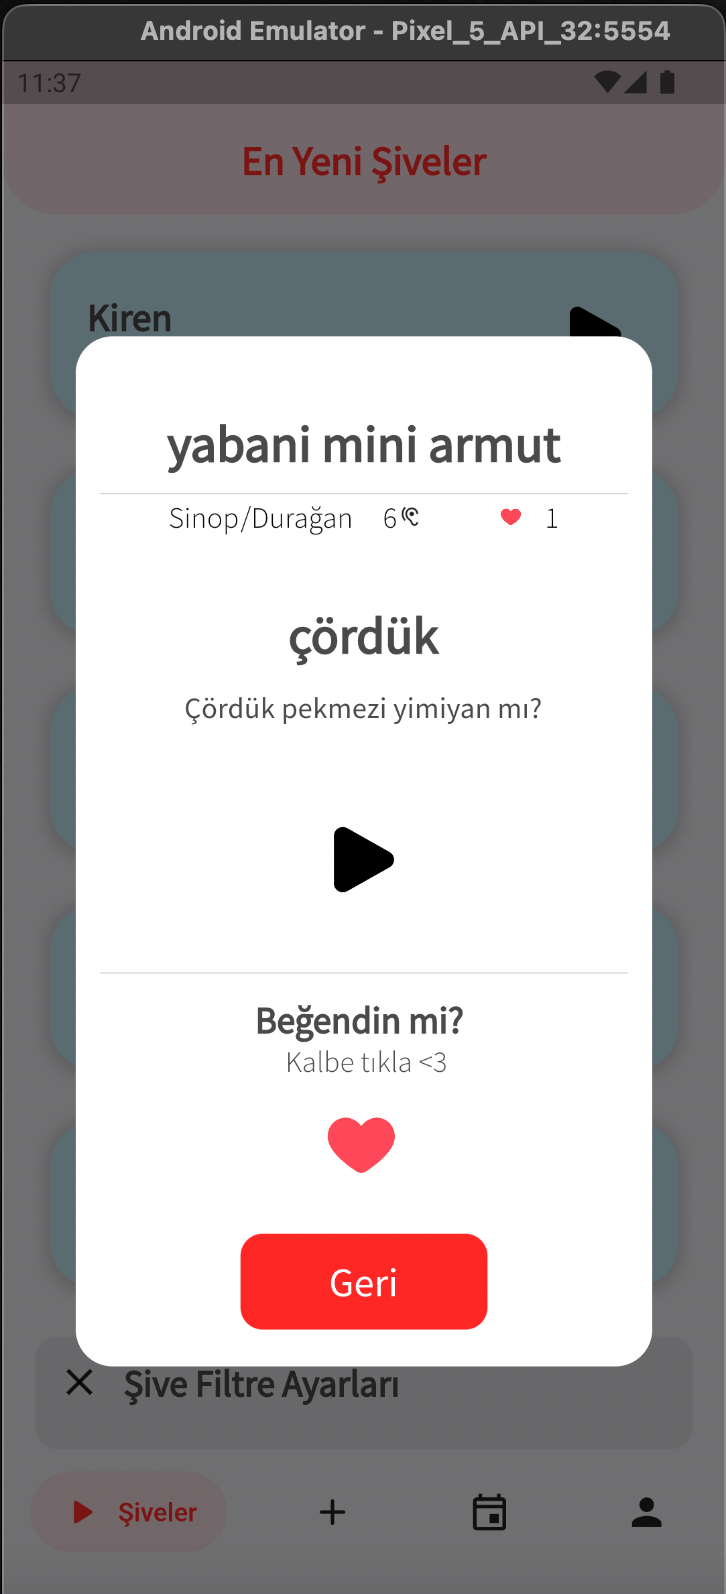 Android Emulator - Pixel_5_API_32:5554
11:37
En Yeni Şiveler
Kiren
yabani mini armut
Sinop/Durağan 6 1
çördük
Çördük pekmezi yimiyan mı?
Beğendin mi?
Kalbe tıkla <3
Geri
Şive Filtre Ayarları
Şiveler